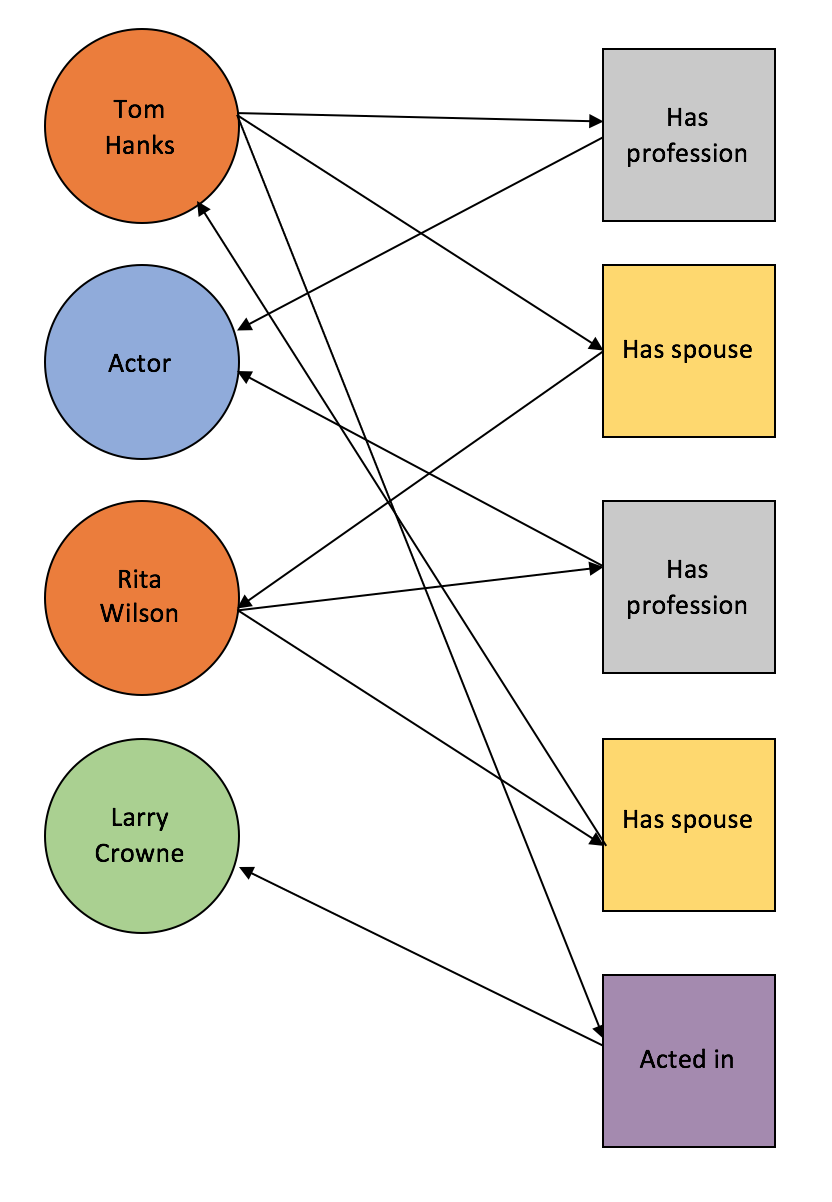 Tom
Hanks
Has
profession
Actor
Has spouse
Rita
Wilson
Has
profession
Larry
Crowne
Has spouse
Acted in